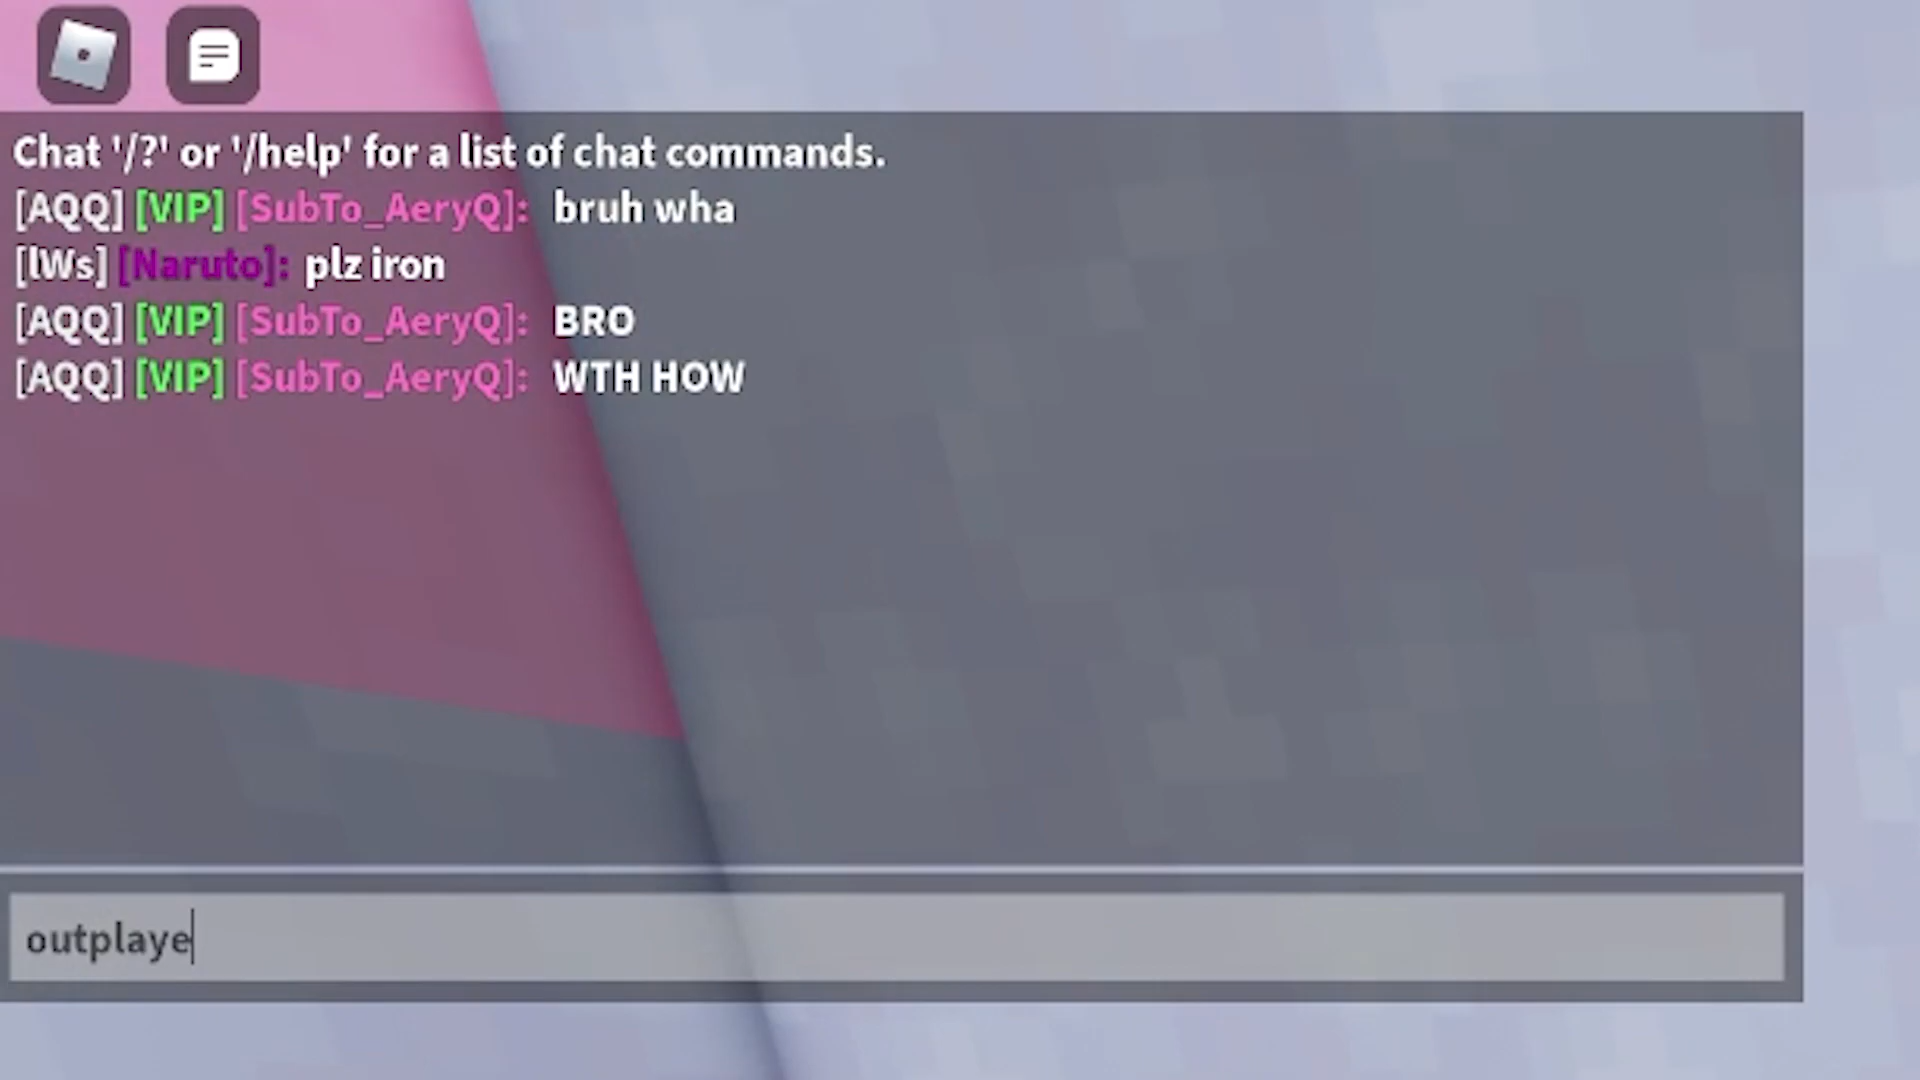 Chat '/?' or '/help' for a list of chat commands.
[AQQ] [VIP] [SubTo_AeryQ]: bruh wha
[lWs] [Naruto]: plz iron
[AQQ] [VIP] [SubTo_AeryQ]: BRO
[AQQ] [VIP] [SubTo_AeryQ]: WTH HOW
outplaye